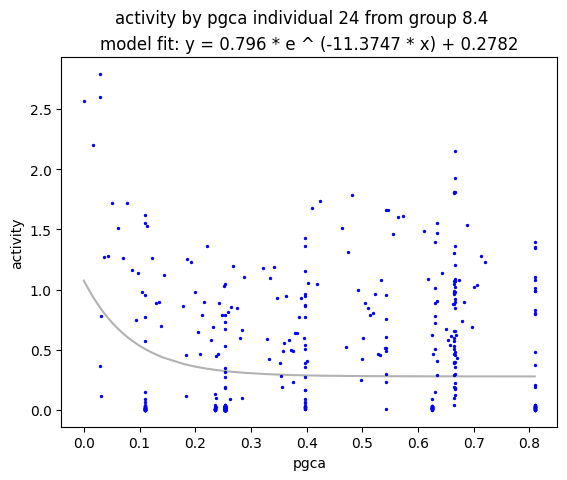 activity by pgca individual 24 from group 8.4
model fit: y = 0.796 * e ^ (-11.3747 * x) + 0.2782
2.5
2.0
1.5
activity
1.0
0.5
0.0
0.0 0.1 0.2 0.3 0.4 0.5 0.6 0.7 0.8
pgca